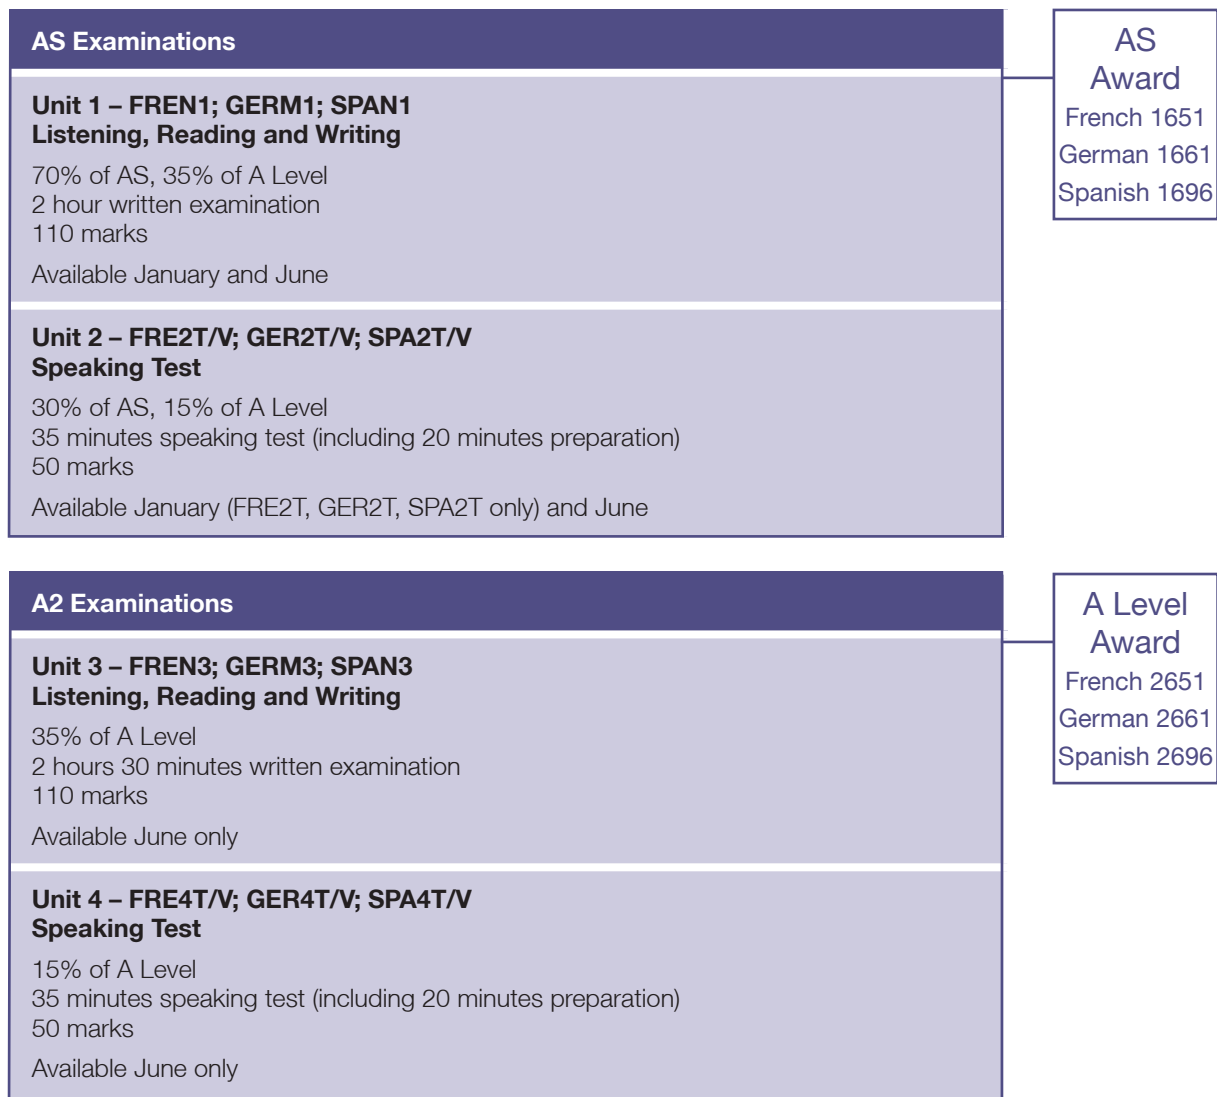 AS Examinations
AS
Award
French 1651
German 1661
Spanish 1696
Unit 1 – FREN1; GERM1; SPAN1
Listening, Reading and Writing
70% of AS, 35% of A Level
2 hour written examination
110 marks
Available January and June
Unit 2 – FRE2T/V; GER2T/V; SPA2T/V
Speaking Test
30% of AS, 15% of A Level
35 minutes speaking test (including 20 minutes preparation)
50 marks
Available January (FRE2T, GER2T, SPA2T only) and June
A2 Examinations
A Level
Award
French 2651
German 2661
Spanish 2696
Unit 3 – FREN3; GERM3; SPAN3
Listening, Reading and Writing
35% of A Level
2 hours 30 minutes written examination
110 marks
Available June only
Unit 4 – FRE4T/V; GER4T/V; SPA4T/V
Speaking Test
15% of A Level
35 minutes speaking test (including 20 minutes preparation)
50 marks
Available June only